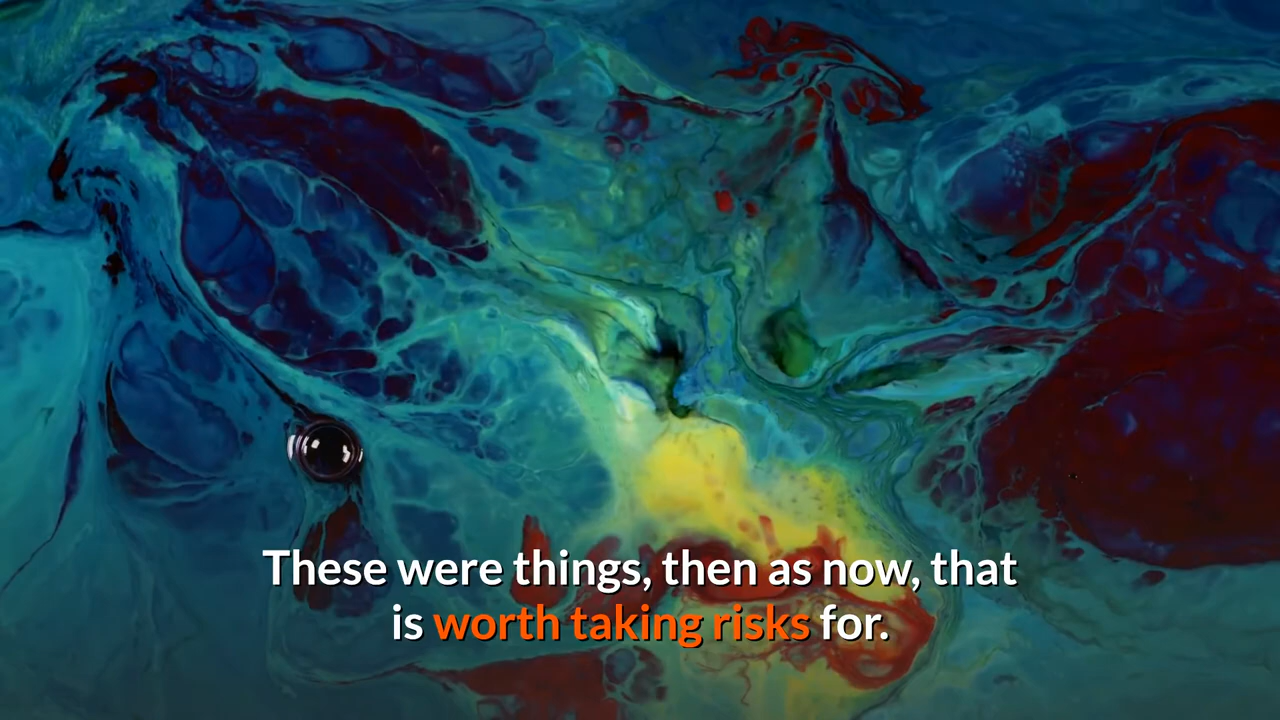 These were things, then as now, that
is worth taking risks for.